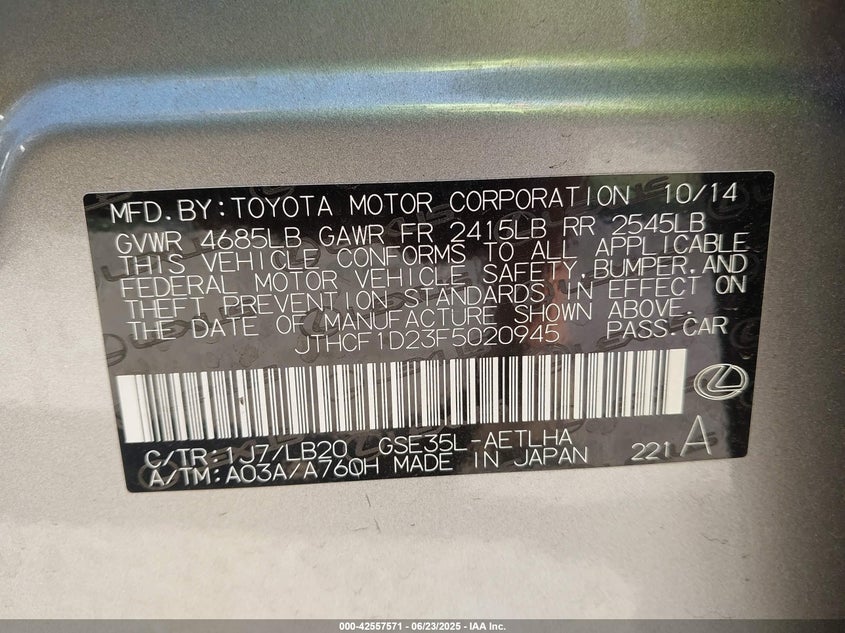 MFD.BY:TOYOTA MOTOR CORPORATION 10/14
GVWR 4685LB GAWR FR 2415LB RR 2545LB
THIS VEHICLE CONFORMS TO ALL APPLICABLE
FEDERAL MOTOR VEHICLE SAFETY,BUMPER,AND
THEFT PREVENTION STANDARDS IN EFFECT ON
THE DATE OF MANUFACTURE SHOWN ABOVE.
JTHCF1D23F5020945 PASS-CAR
C/TR:1J7/LB20 GSE35L-AETLHA
A/TM:A03A/A760H MADE IN JAPAN 221 A
000-42557571 - 06/23/2025 - IAA Inc.